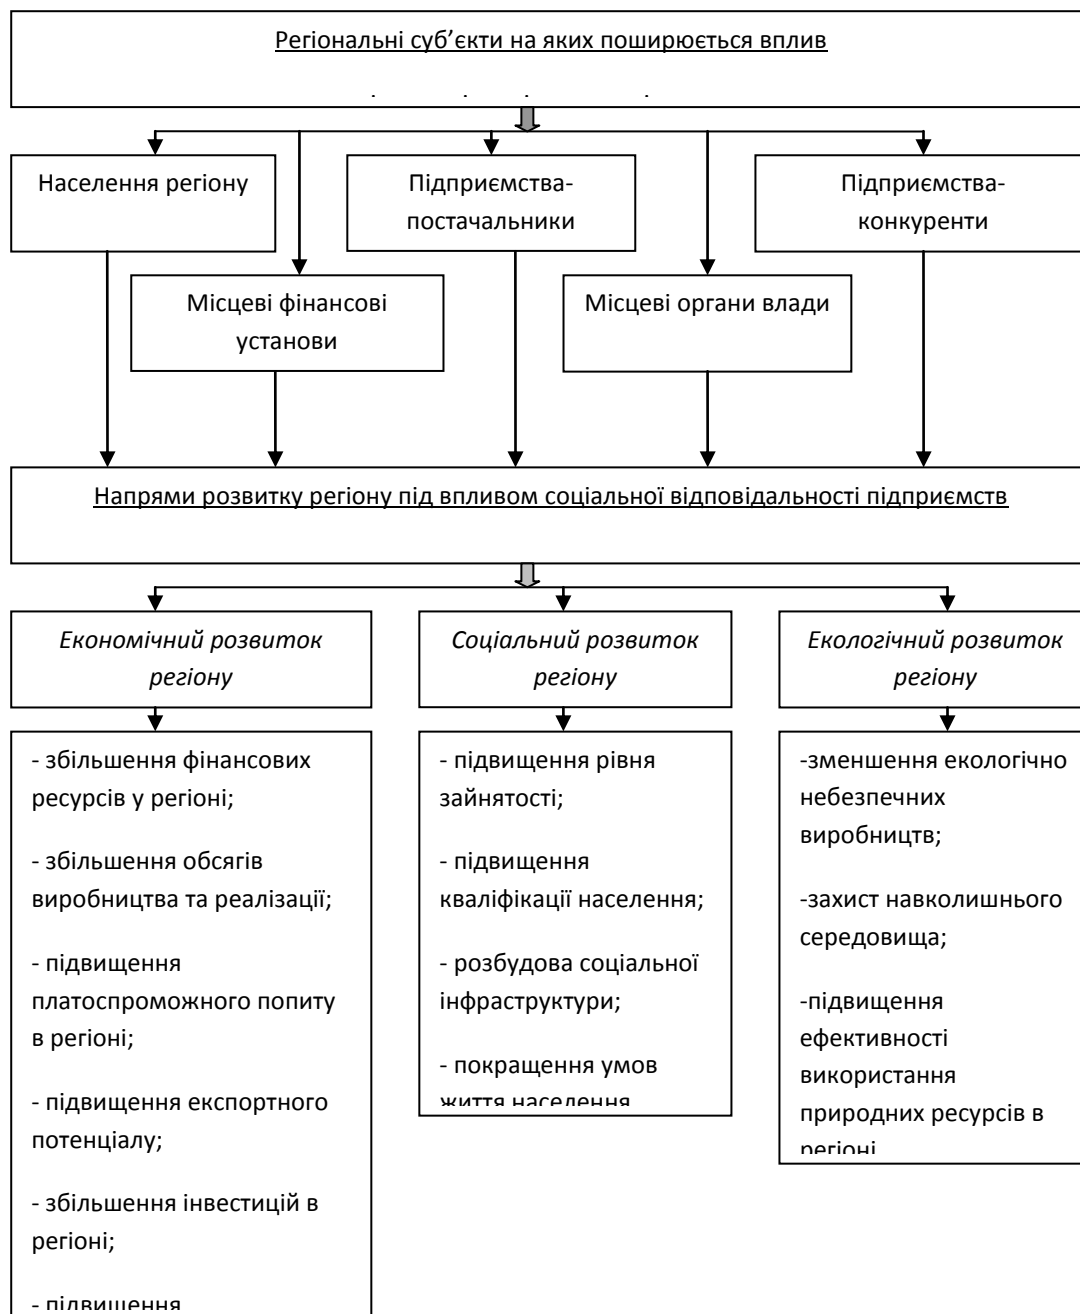 Регіональні суб’єкти на яких поширюється вплив
Населення регіону
Підприємства-
постачальники
Підприємства-
конкуренти
Місцеві фінансові
установи
Місцеві органи влади
Напрями розвитку регіону під впливом соціальної відповідальності підприємств
Економічний розвиток
регіону
Соціальний розвиток
регіону
Екологічний розвиток
регіону
- збільшення фінансових
ресурсів у регіоні;
- збільшення обсягів
виробництва та реалізації;
- підвищення
платоспроможного попиту
в регіоні;
- підвищення експортного
потенціалу;
- збільшення інвестицій в
регіоні;
- підвищення
- підвищення рівня
зайнятості;
- підвищення
кваліфікації населення;
- розбудова соціальної
інфраструктури;
- покращення умов
життя населення
-зменшення екологічно
небезпечних
виробництв;
-захист навколишнього
середовища;
-підвищення
ефективності
використання
природних ресурсів в
регіоні